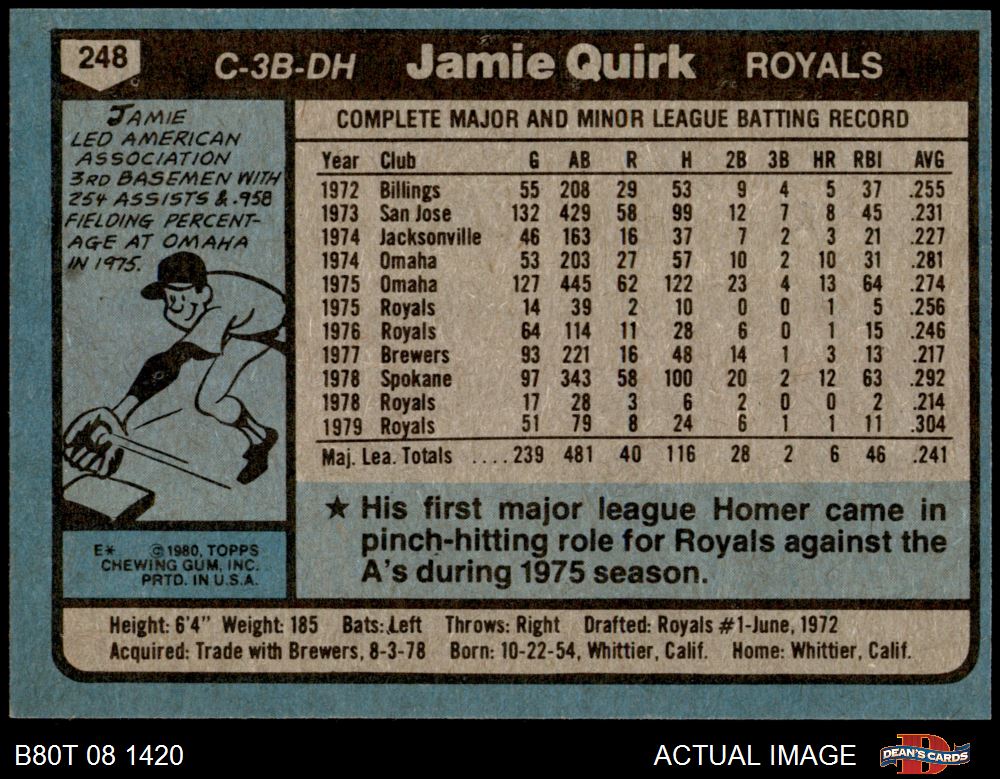 248 C-3B-DH Jamie Quirk ROYALS
JAMIE
LED AMERICAN
ASSOCIATION
3RD BASEMEN WITH
254 ASSISTS & .958
FIELDING PERCENT-
AGE AT OMAHA
IN 1975.
COMPLETE MAJOR AND MINOR LEAGUE BATTING RECORD
Year Club G AB R H 2B 3B HR RBI AVG
1972 Billings 55 208 29 53 9 4 5 37 .255
1973 San Jose 132 429 58 99 12 7 8 45 .231
1974 Jacksonville 46 163 16 37 7 2 3 21 .227
1974 Omaha 53 203 27 57 10 2 10 31 .281
1975 Omaha 127 445 62 122 23 4 13 64 .274
1975 Royals 14 39 2 10 0 0 1 5 .256
1976 Royals 64 114 11 28 6 0 1 15 .246
1977 Brewers 93 221 16 48 14 1 3 13 .217
1978 Spokane 97 343 58 100 20 2 12 63 .292
1978 Royals 17 28 3 6 2 0 0 2 .214
1979 Royals 51 79 8 24 6 1 1 11 .304
Maj. Lea. Totals ....239 481 40 116 28 2 6 46 .241
★ His first major league Homer came in
pinch-hitting role for Royals against the
A's during 1975 season.
E* © 1980, TOPPS
CHEWING GUM, INC.
PRTD. IN U.S.A.
Height: 6'4" Weight: 185 Bats: Left Throws: Right Drafted: Royals #1-June, 1972
Acquired: Trade with Brewers, 8-3-78 Born: 10-22-54, Whittier, Calif. Home: Whittier, Calif.
B80T 08 1420 ACTUAL IMAGE DEAN'S CARDS